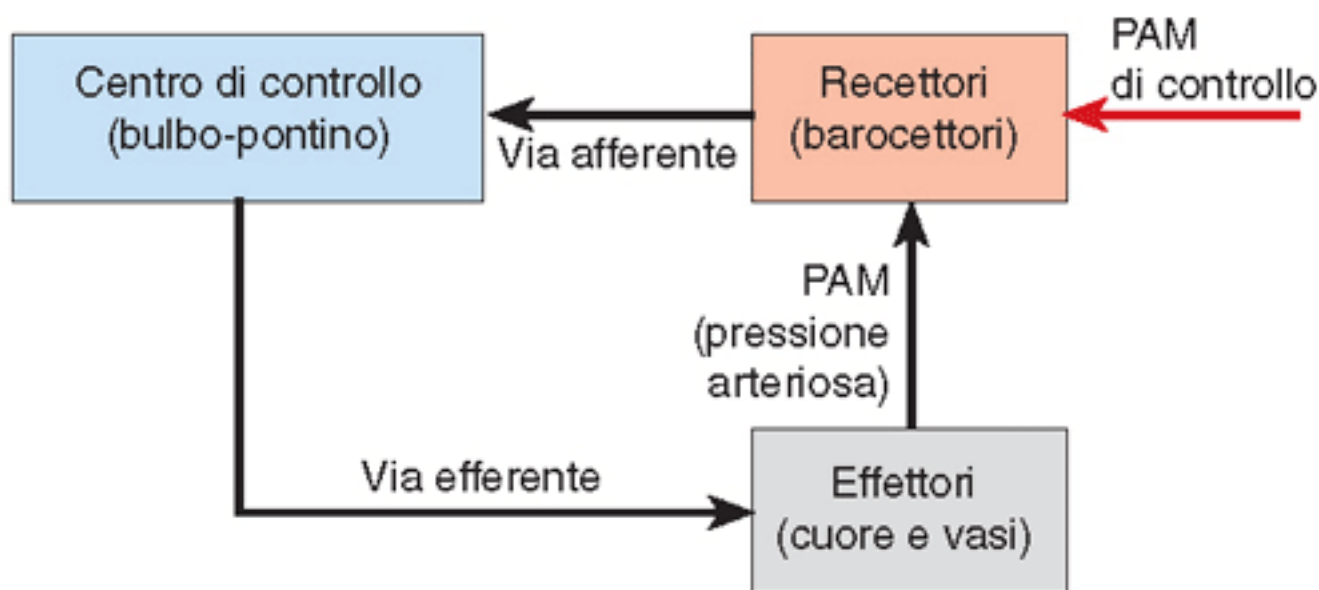 Centro di controllo
(bulbo-pontino)
Via afferente
Recettori
(barocettori)
PAM
di controllo
PAM
(pressione
arteriosa)
Via efferente
Effettori
(cuore e vasi)